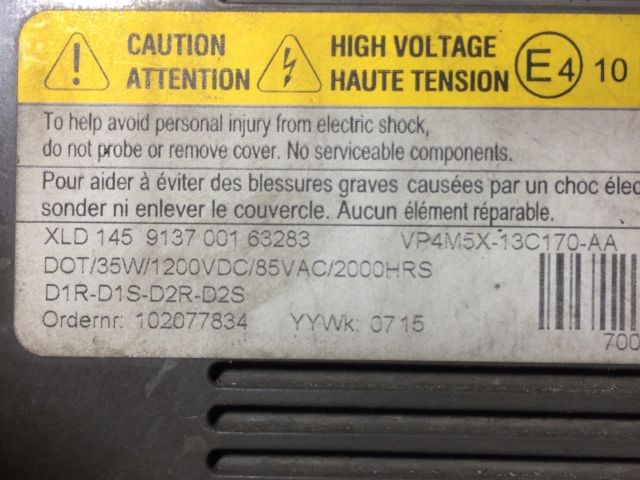 CAUTION
ATTENTION
HIGH VOLTAGE
HAUTE TENSION
E4 10
To help avoid personal injury from electric shock,
do not probe or remove cover. No serviceable components.
Pour aider à éviter des blessures graves causées par un choc élec
sonder ni enlever le couvercle. Aucun élément réparable.
XLD 145 9137 001 63283 VP4M5X-13C170-AA
DOT/35W/1200VDC/85VAC/2000HRS
D1R-D1S-D2R-D2S
Ordernr: 102077834 YYWk: 0715
700